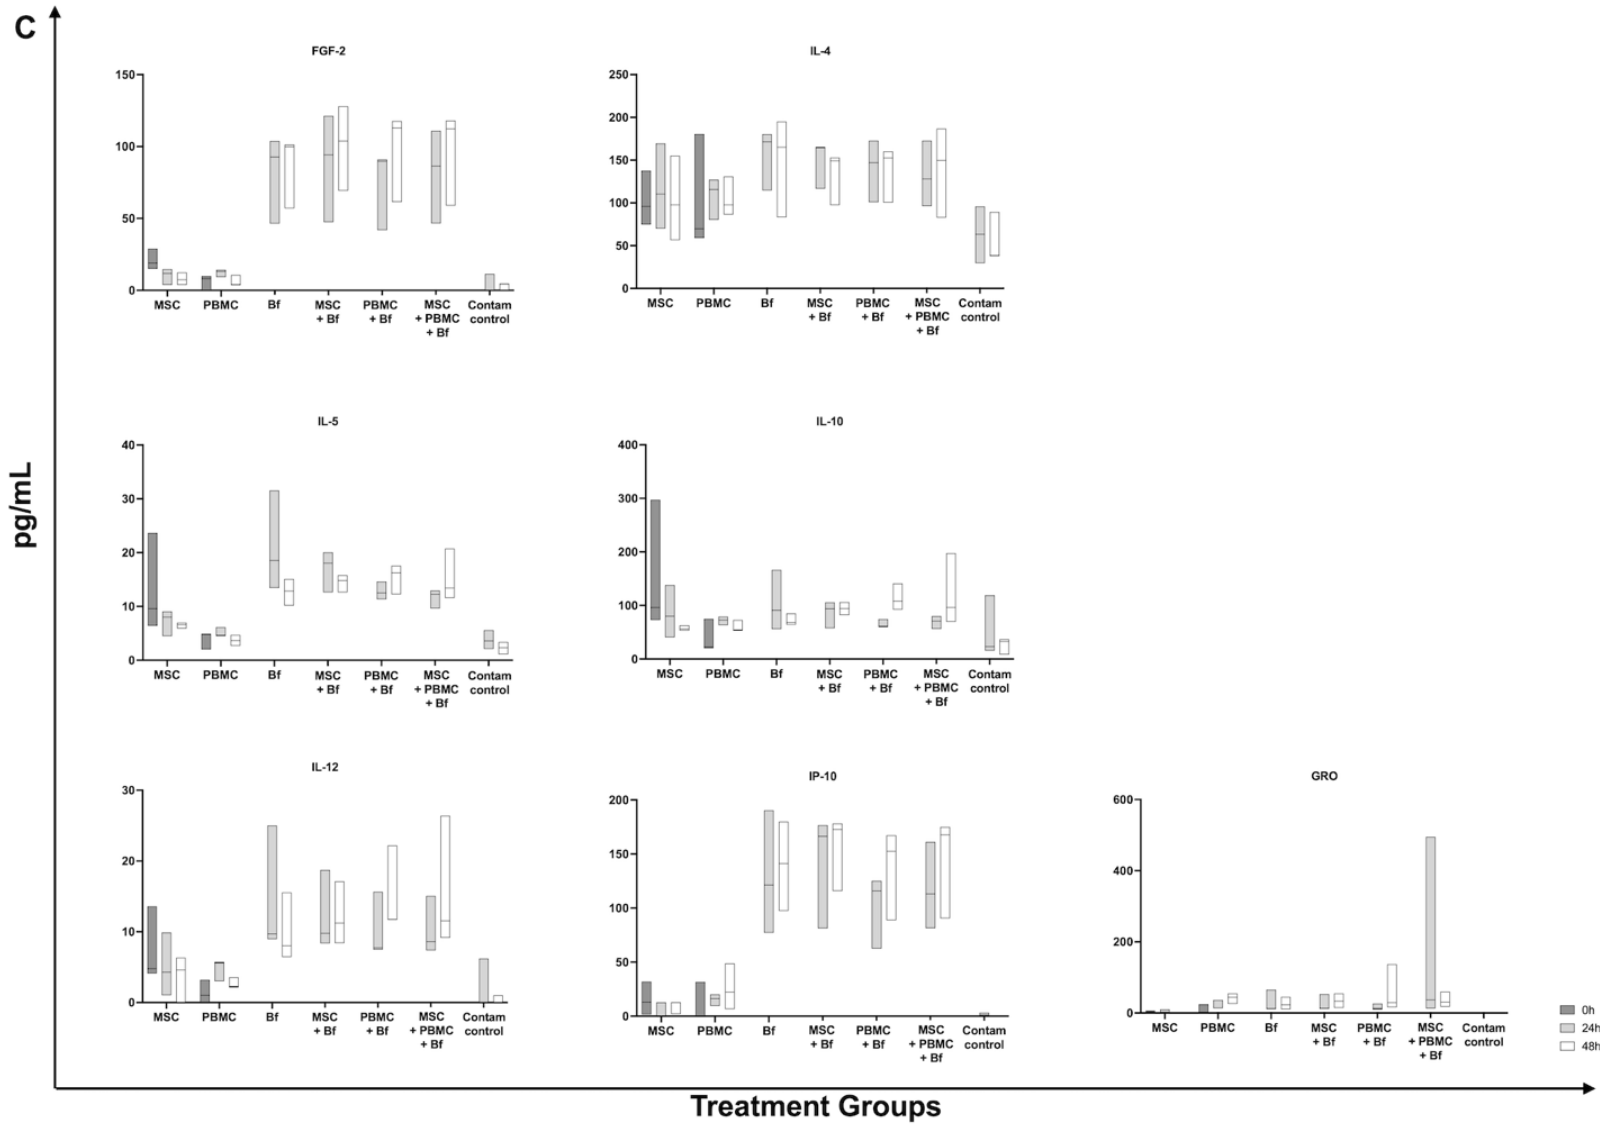 C
pg/mL
FGF-2
150
100
50
0
MSC PBMC Bf MSC PBMC MSC Contam
+ Bf + Bf + PBMC control
+ Bf
IL-4
250
200
150
100
50
0
MSC PBMC Bf MSC PBMC MSC Contam
+ Bf + Bf + PBMC control
+ Bf
IL-5
40
30
20
10
0
MSC PBMC Bf MSC PBMC MSC Contam
+ Bf + Bf + PBMC control
+ Bf
IL-10
400
300
200
100
0
MSC PBMC Bf MSC PBMC MSC Contam
+ Bf + Bf + PBMC control
+ Bf
IL-12
30
20
10
0
MSC PBMC Bf MSC PBMC MSC Contam
+ Bf + Bf + PBMC control
+ Bf
IP-10
200
150
100
50
0
MSC PBMC Bf MSC PBMC MSC Contam
+ Bf + Bf + PBMC control
+ Bf
GRO
600
400
200
0
MSC PBMC Bf MSC PBMC MSC Contam
+ Bf + Bf + PBMC control
+ Bf
0h
24h
48h
Treatment Groups